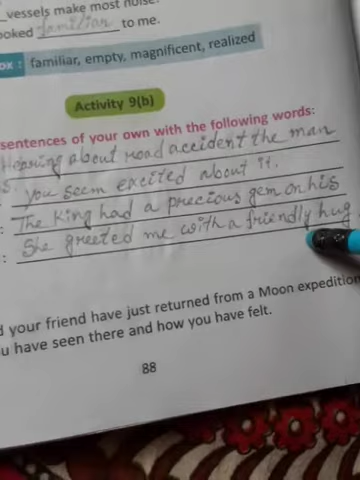 vessels make most noise.
ooked familiar to me.
ox : familiar, empty, magnificent, realized
Activity 9(b)
sentences of your own with the following words:
Hearing about road accident the man
s. you seem excited about it.
: The King had a precious gem on his
: She greeted me with a friendly hug
d your friend have just returned from a Moon expedition
u have seen there and how you have felt.
88